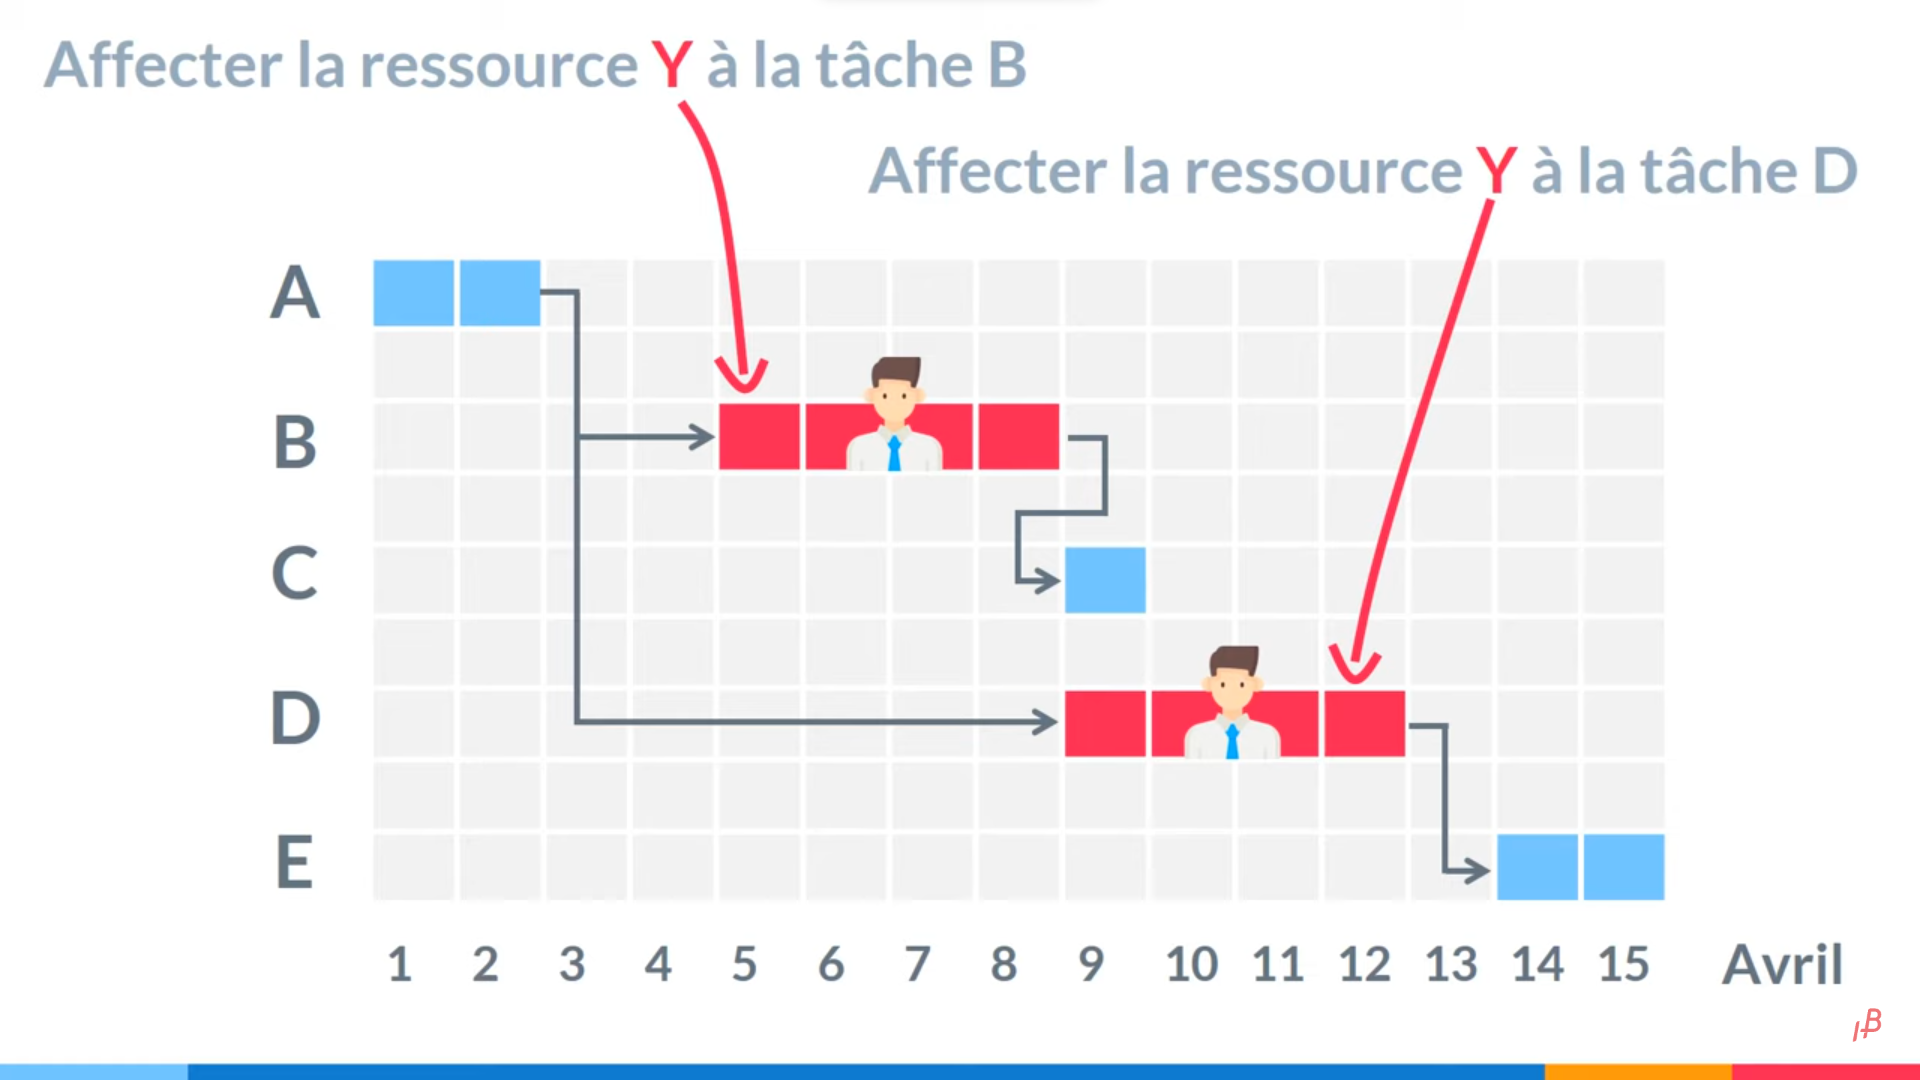 Affecter la ressource Y à la tâche B
Affecter la ressource Y à la tâche D
A
B
C
D
E
1 2 3 4 5 6 7 8 9 10 11 12 13 14 15 Avril
B